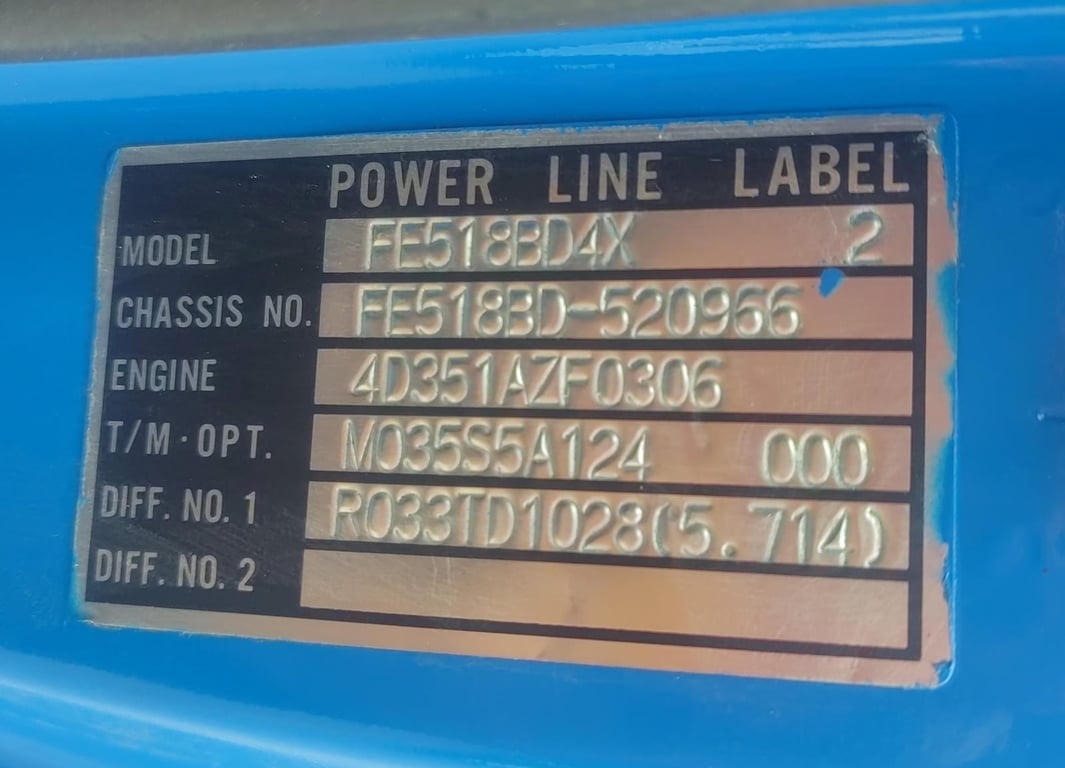 POWER LINE LABEL
MODEL FE518BD4X 2
CHASSIS NO. FE518BD-520966
ENGINE 4D351AZF0306
T/M·OPT. M035S5A124 000
DIFF. NO. 1 R033TD1028(5.714)
DIFF. NO. 2